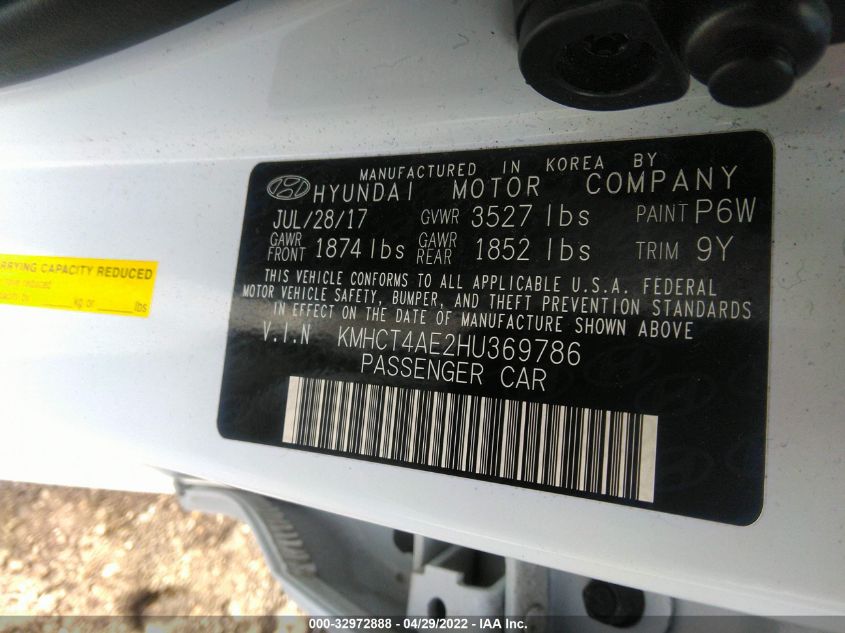 MANUFACTURED IN KOREA BY
HYUNDAI MOTOR COMPANY
JUL/28/17 GVWR 3527 lbs PAINT P6W
GAWR FRONT 1874 lbs GAWR REAR 1852 lbs TRIM 9Y
THIS VEHICLE CONFORMS TO ALL APPLICABLE U.S.A. FEDERAL
MOTOR VEHICLE SAFETY, BUMPER, AND THEFT PREVENTION STANDARDS
IN EFFECT ON THE DATE OF MANUFACTURE SHOWN ABOVE
V.I.N KMHCT4AE2HU369786
PASSENGER CAR
CAPACITY REDUCED
kg or lbs
000-32972888 - 04/29/2022 - IAA Inc.